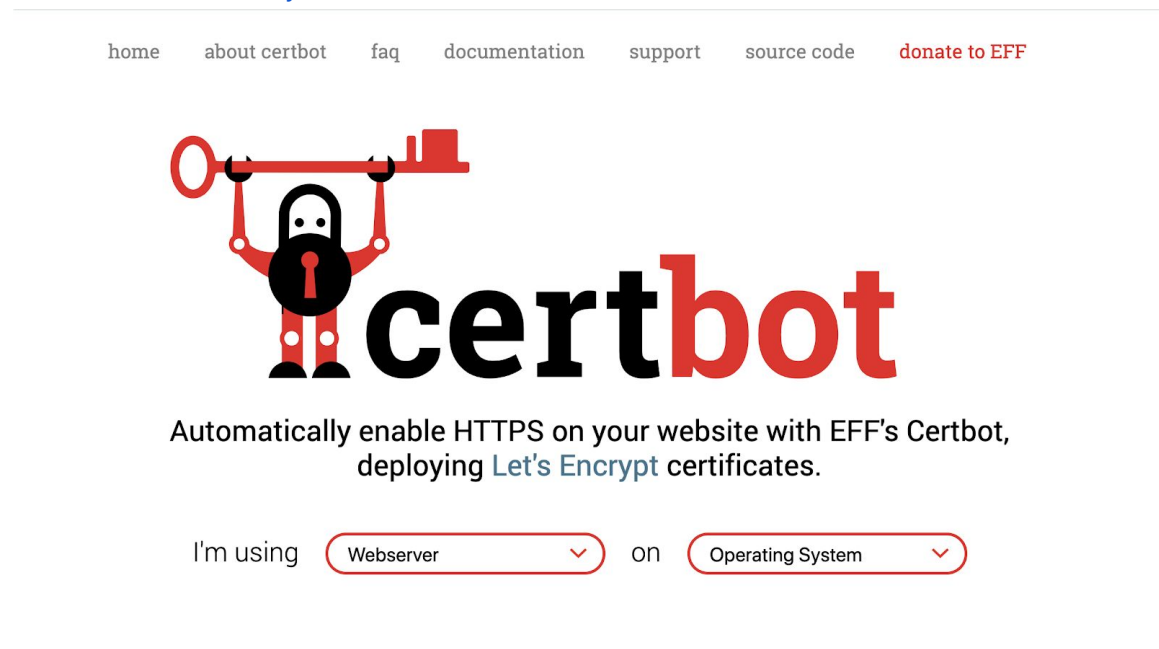 home about certbot faq documentation support source code donate to EFF
certbot
Automatically enable HTTPS on your website with EFF's Certbot,
deploying Let's Encrypt certificates.
I'm using Webserver on Operating System